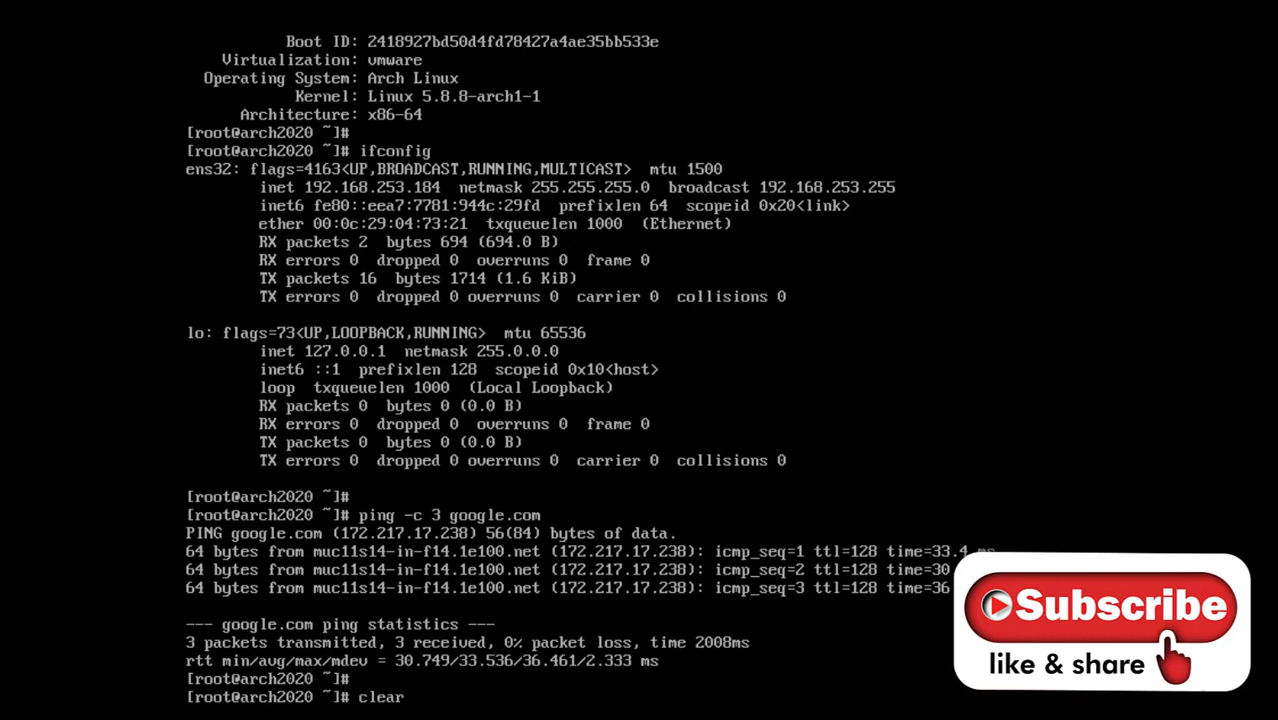 Boot ID: 2418927bd50d4fd78427a4ae35bb533e
Virtualization: vmware
Operating System: Arch Linux
Kernel: Linux 5.8.8-arch1-1
Architecture: x86-64
[root@arch2020 ~]#
[root@arch2020 ~]# ifconfig
ens32: flags=4163<UP,BROADCAST,RUNNING,MULTICAST>  mtu 1500
inet 192.168.253.184  netmask 255.255.255.0  broadcast 192.168.253.255
inet6 fe80::eea7:7781:944c:29fd  prefixlen 64  scopeid 0x20<link>
ether 00:0c:29:04:73:21  txqueuelen 1000  (Ethernet)
RX packets 2  bytes 694 (694.0 B)
RX errors 0  dropped 0  overruns 0  frame 0
TX packets 16  bytes 1714 (1.6 KiB)
TX errors 0  dropped 0 overruns 0  carrier 0  collisions 0
lo: flags=73<UP,LOOPBACK,RUNNING>  mtu 65536
inet 127.0.0.1  netmask 255.0.0.0
inet6 ::1  prefixlen 128  scopeid 0x10<host>
loop  txqueuelen 1000  (Local Loopback)
RX packets 0  bytes 0 (0.0 B)
RX errors 0  dropped 0  overruns 0  frame 0
TX packets 0  bytes 0 (0.0 B)
TX errors 0  dropped 0 overruns 0  carrier 0  collisions 0
[root@arch2020 ~]#
[root@arch2020 ~]# ping -c 3 google.com
PING google.com (172.217.17.238) 56(84) bytes of data.
64 bytes from muc11s14-in-f14.1e100.net (172.217.17.238): icmp_seq=1 ttl=128 time=33.4 ms
64 bytes from muc11s14-in-f14.1e100.net (172.217.17.238): icmp_seq=2 ttl=128 time=30
64 bytes from muc11s14-in-f14.1e100.net (172.217.17.238): icmp_seq=3 ttl=128 time=36
--- google.com ping statistics ---
3 packets transmitted, 3 received, 0% packet loss, time 2008ms
rtt min/avg/max/mdev = 30.749/33.536/36.461/2.333 ms
[root@arch2020 ~]#
[root@arch2020 ~]# clear
Subscribe
like & share